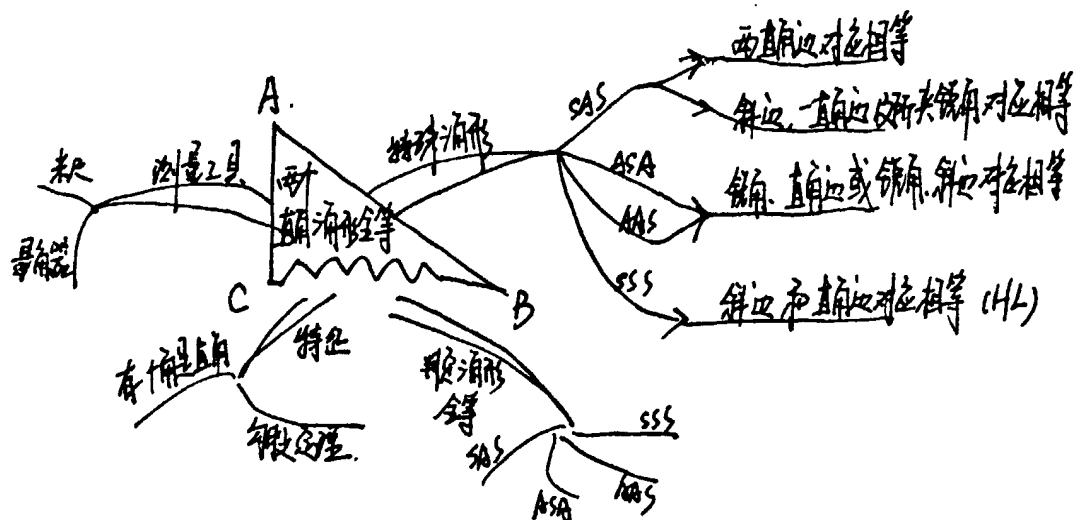 A.
两个
直角三角形全等
C
B
测量工具
米尺
量角器
特殊三角形
SAS
两直角边对应相等
斜边、一直角边及所夹锐角对应相等
ASA
AAS
锐角、直角边或锐角、斜边对应相等
SSS
斜边和直角边对应相等(HL)
特征
有个角是直角
勾股定理.
判定三角形
全等
SAS
ASA
AAS
SSS